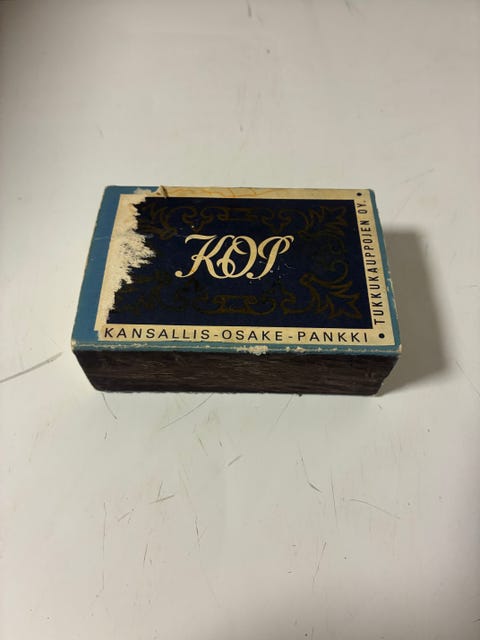 KOP
KANSALLIS-OSAKE-PANKKI
• TUKKUKAUPPOJEN OY. •